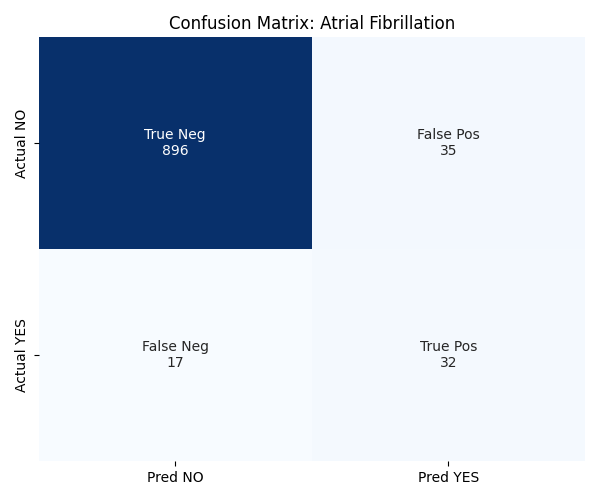 Confusion Matrix: Atrial Fibrillation
Actual NO
True Neg
896
False Pos
35
Actual YES
False Neg
17
True Pos
32
Pred NO
Pred YES